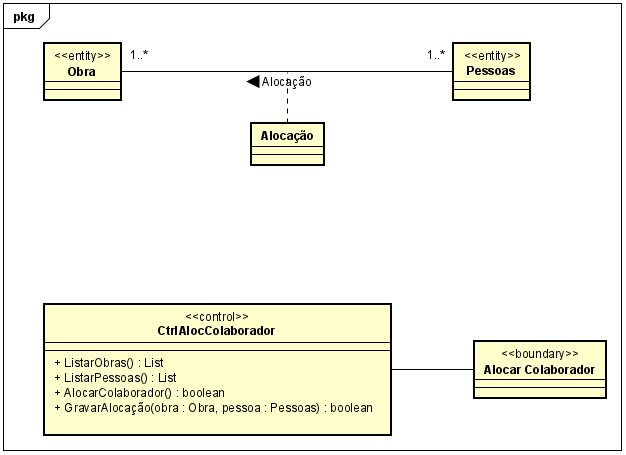 pkg
<<entity>>
Obra
1..*
1..*
<<entity>>
Pessoas
Alocação
Alocação
<<control>>
CtrlAlocColaborador
+ ListarObras() : List
+ ListarPessoas() : List
+ AlocarColaborador() : boolean
+ GravarAlocação(obra : Obra, pessoa : Pessoas) : boolean
<<boundary>>
Alocar Colaborador